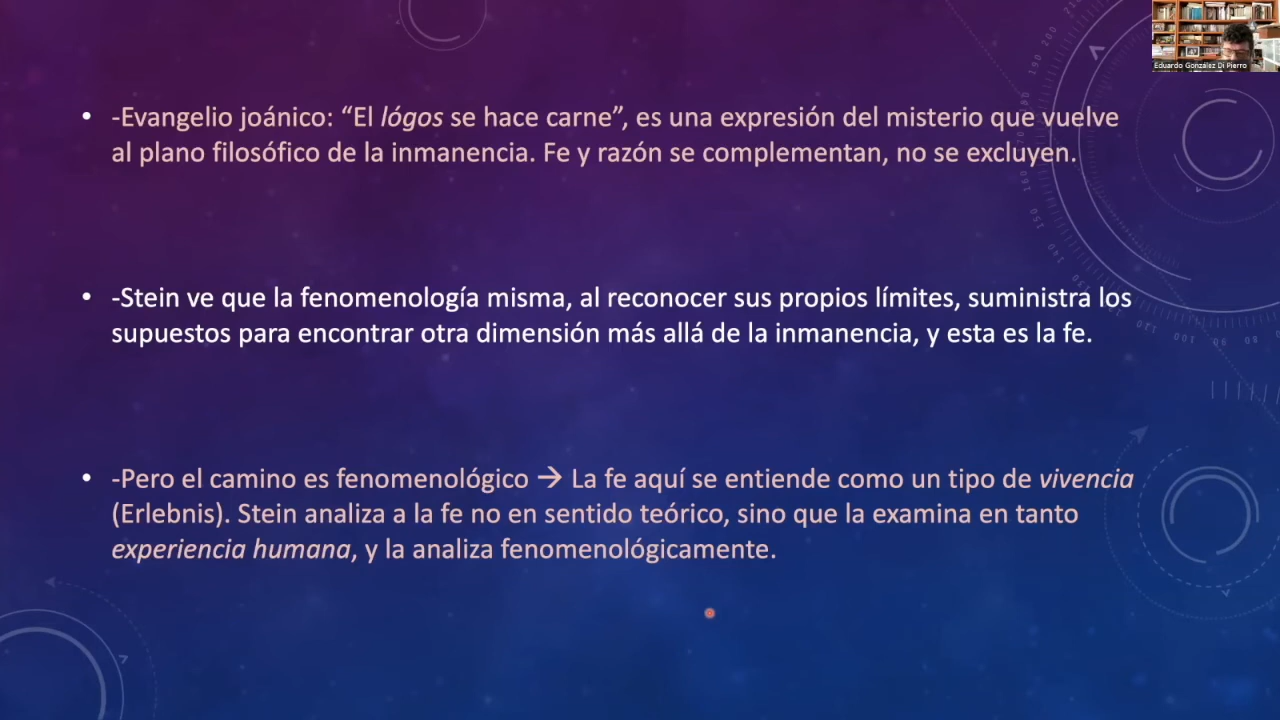 Eduardo González Di Pierro
• -Evangelio joánico: “El lógos se hace carne”, es una expresión del misterio que vuelve
al plano filosófico de la inmanencia. Fe y razón se complementan, no se excluyen.
• -Stein ve que la fenomenología misma, al reconocer sus propios límites, suministra los
supuestos para encontrar otra dimensión más allá de la inmanencia, y esta es la fe.
• -Pero el camino es fenomenológico → La fe aquí se entiende como un tipo de vivencia
(Erlebnis). Stein analiza a la fe no en sentido teórico, sino que la examina en tanto
experiencia humana, y la analiza fenomenológicamente.